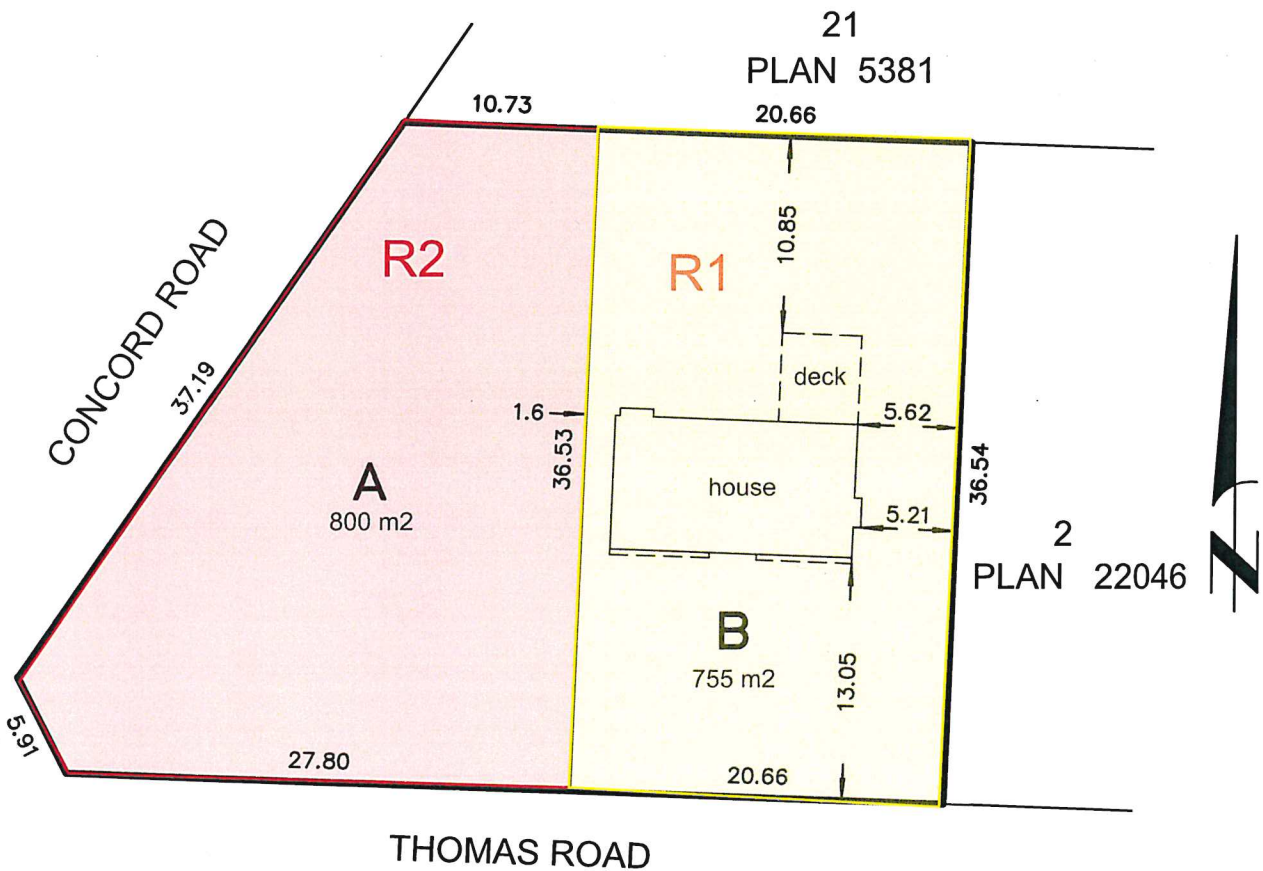 21
PLAN 5381
10.73
20.66
10.85
R2
R1
CONCORD ROAD
37.19
deck
1.6
5.62
36.53
36.54
A
800 m2
house
5.21
2
PLAN 22046
N
B
755 m2
13.05
5.91
27.80
20.66
THOMAS ROAD